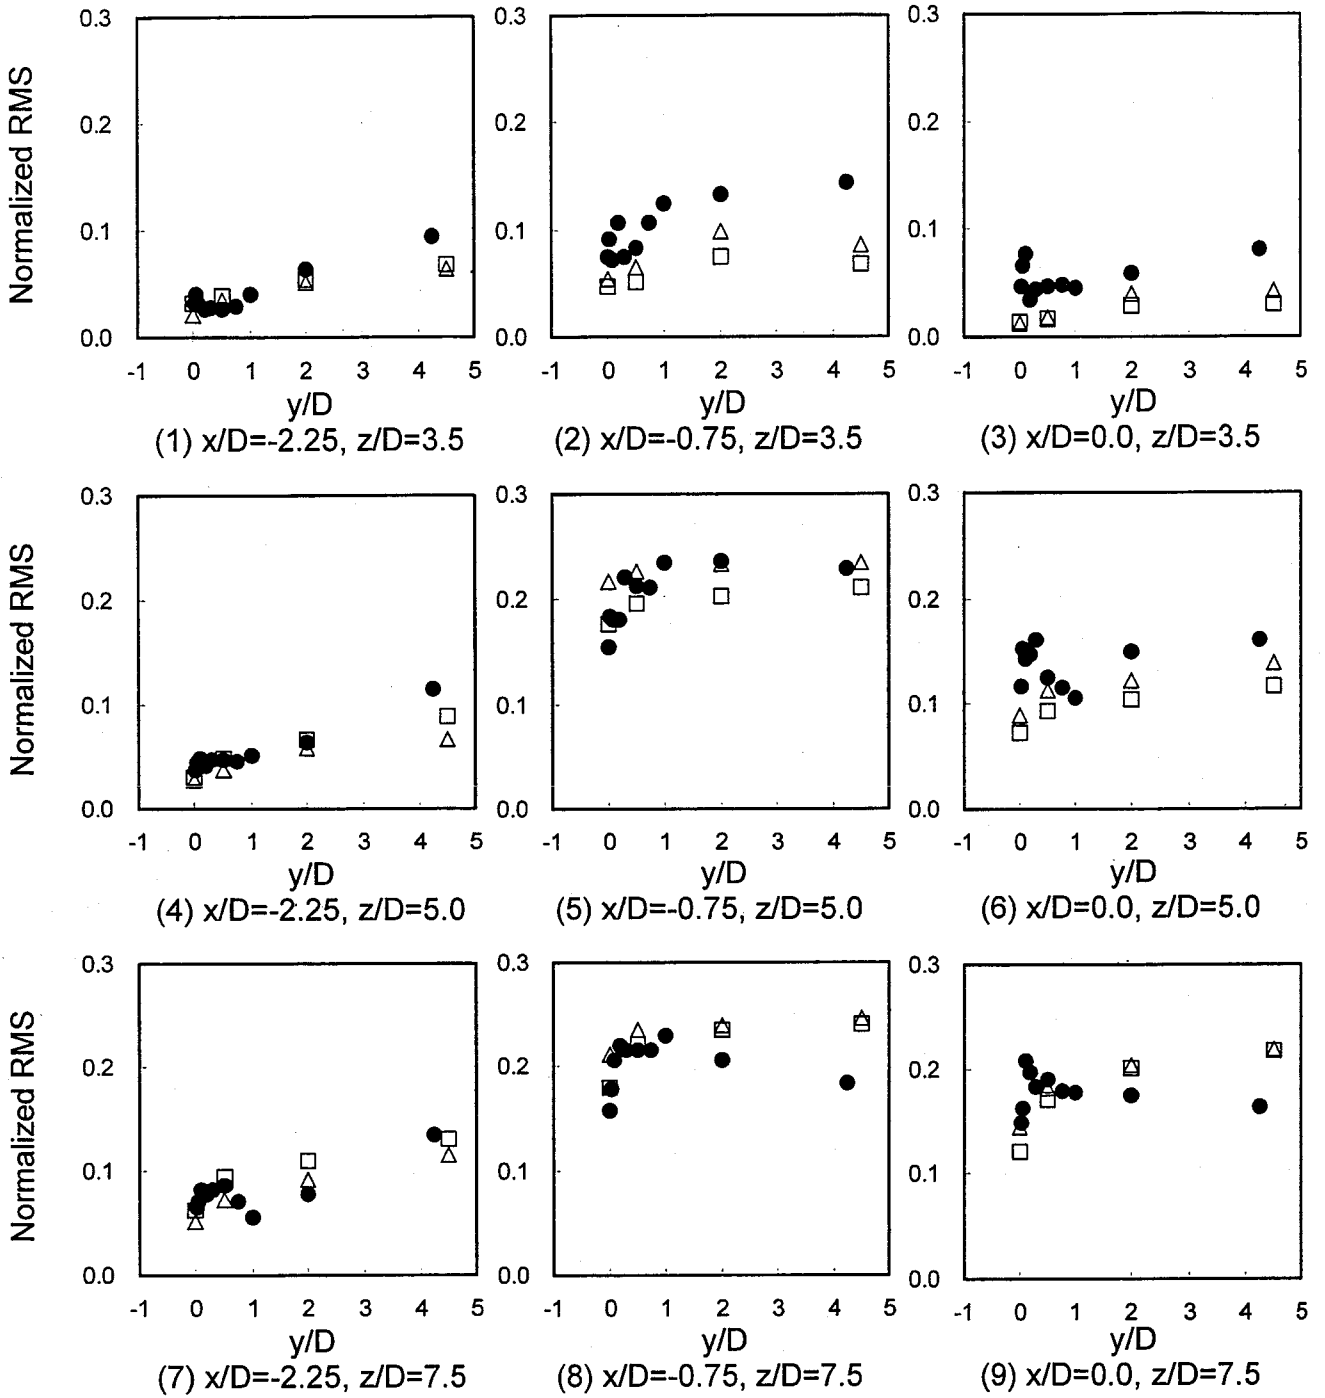 0.3 0.3 0.3
0.2 0.2 0.2
0.1 0.1 0.1
0.0 0.0 0.0
Normalized RMS
-1 0 1 2 3 4 5 -1 0 1 2 3 4 5 -1 0 1 2 3 4 5
y/D y/D y/D
(1) x/D=-2.25, z/D=3.5 (2) x/D=-0.75, z/D=3.5 (3) x/D=0.0, z/D=3.5
0.3 0.3 0.3
0.2 0.2 0.2
0.1 0.1 0.1
0.0 0.0 0.0
Normalized RMS
-1 0 1 2 3 4 5 -1 0 1 2 3 4 5 -1 0 1 2 3 4 5
y/D y/D y/D
(4) x/D=-2.25, z/D=5.0 (5) x/D=-0.75, z/D=5.0 (6) x/D=0.0, z/D=5.0
0.3 0.3 0.3
0.2 0.2 0.2
0.1 0.1 0.1
0.0 0.0 0.0
Normalized RMS
-1 0 1 2 3 4 5 -1 0 1 2 3 4 5 -1 0 1 2 3 4 5
y/D y/D y/D
(7) x/D=-2.25, z/D=7.5 (8) x/D=-0.75, z/D=7.5 (9) x/D=0.0, z/D=7.5